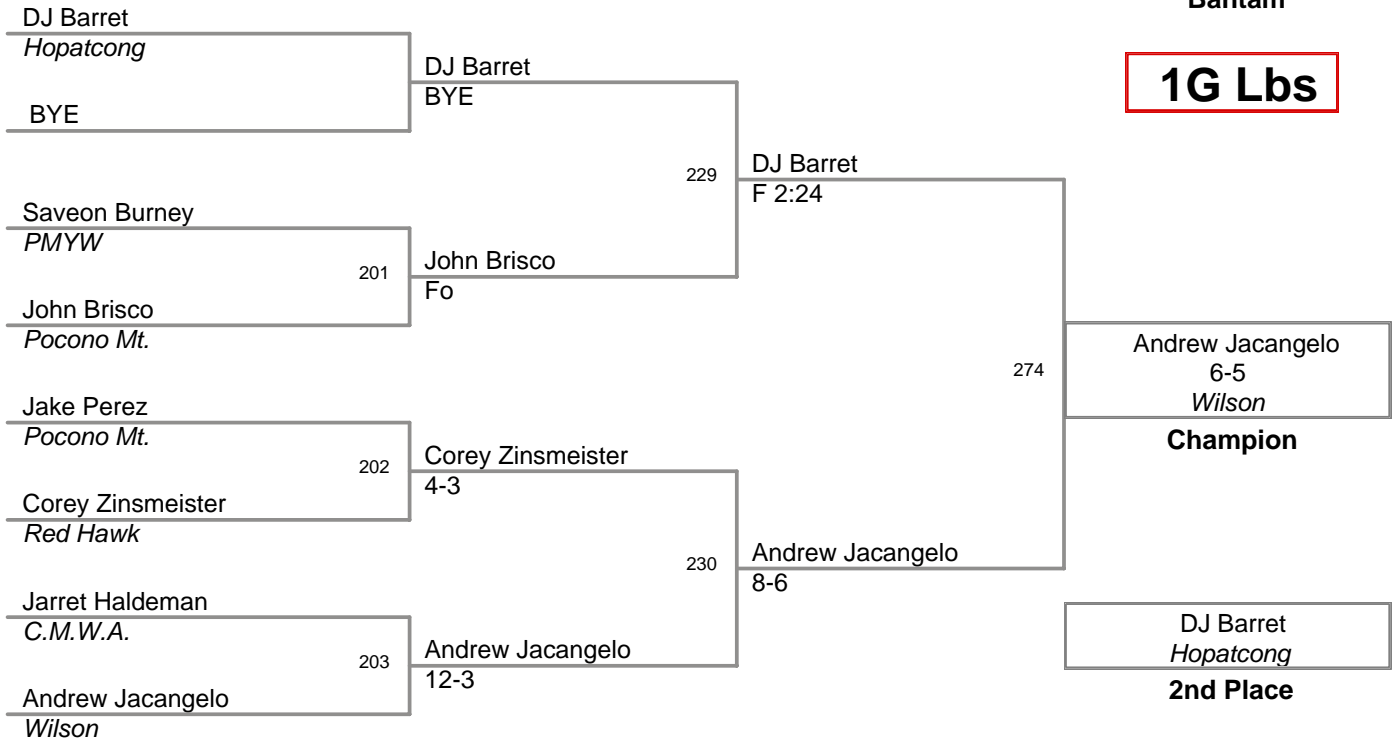 Bantam
1G Lbs
DJ Barret
Hopatcong
BYE
Saveon Burney
PMYW
201
John Brisco
Pocono Mt.
Jake Perez
Pocono Mt.
202
Corey Zinsmeister
Red Hawk
Jarret Haldeman
C.M.W.A.
203
Andrew Jacangelo
Wilson
DJ Barret
BYE
229
John Brisco
Fo
Corey Zinsmeister
4-3
230
Andrew Jacangelo
12-3
DJ Barret
F 2:24
274
Andrew Jacangelo
8-6
Andrew Jacangelo
6-5
Wilson
Champion
DJ Barret
Hopatcong
2nd Place